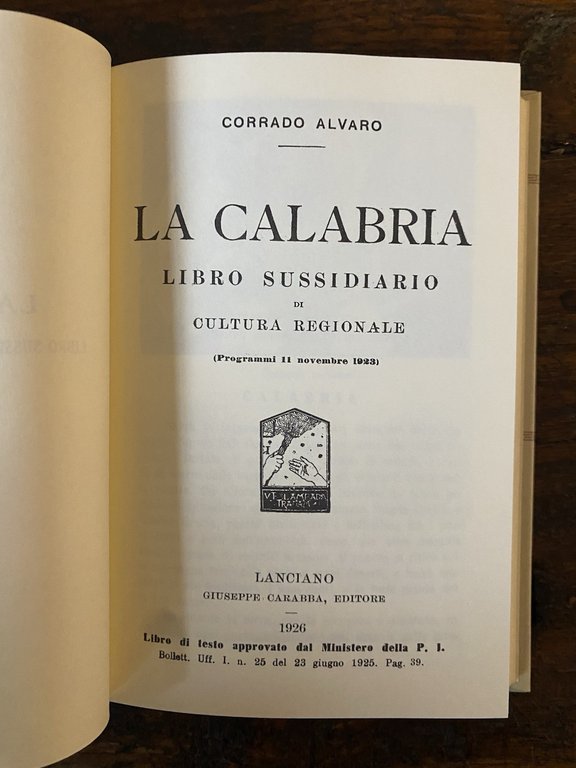 CORRADO ALVARO
LA CALABRIA
LIBRO SUSSIDIARIO
DI
CULTURA REGIONALE
(Programmi 11 novembre 1923)
LAMPADA
LANCIANO
GIUSEPPE CARABBA, EDITORE
1926
Libro di testo approvato dal Ministero della P. I.
Bollett. Uff. I. n. 25 del 23 giugno 1925. Pag. 39.